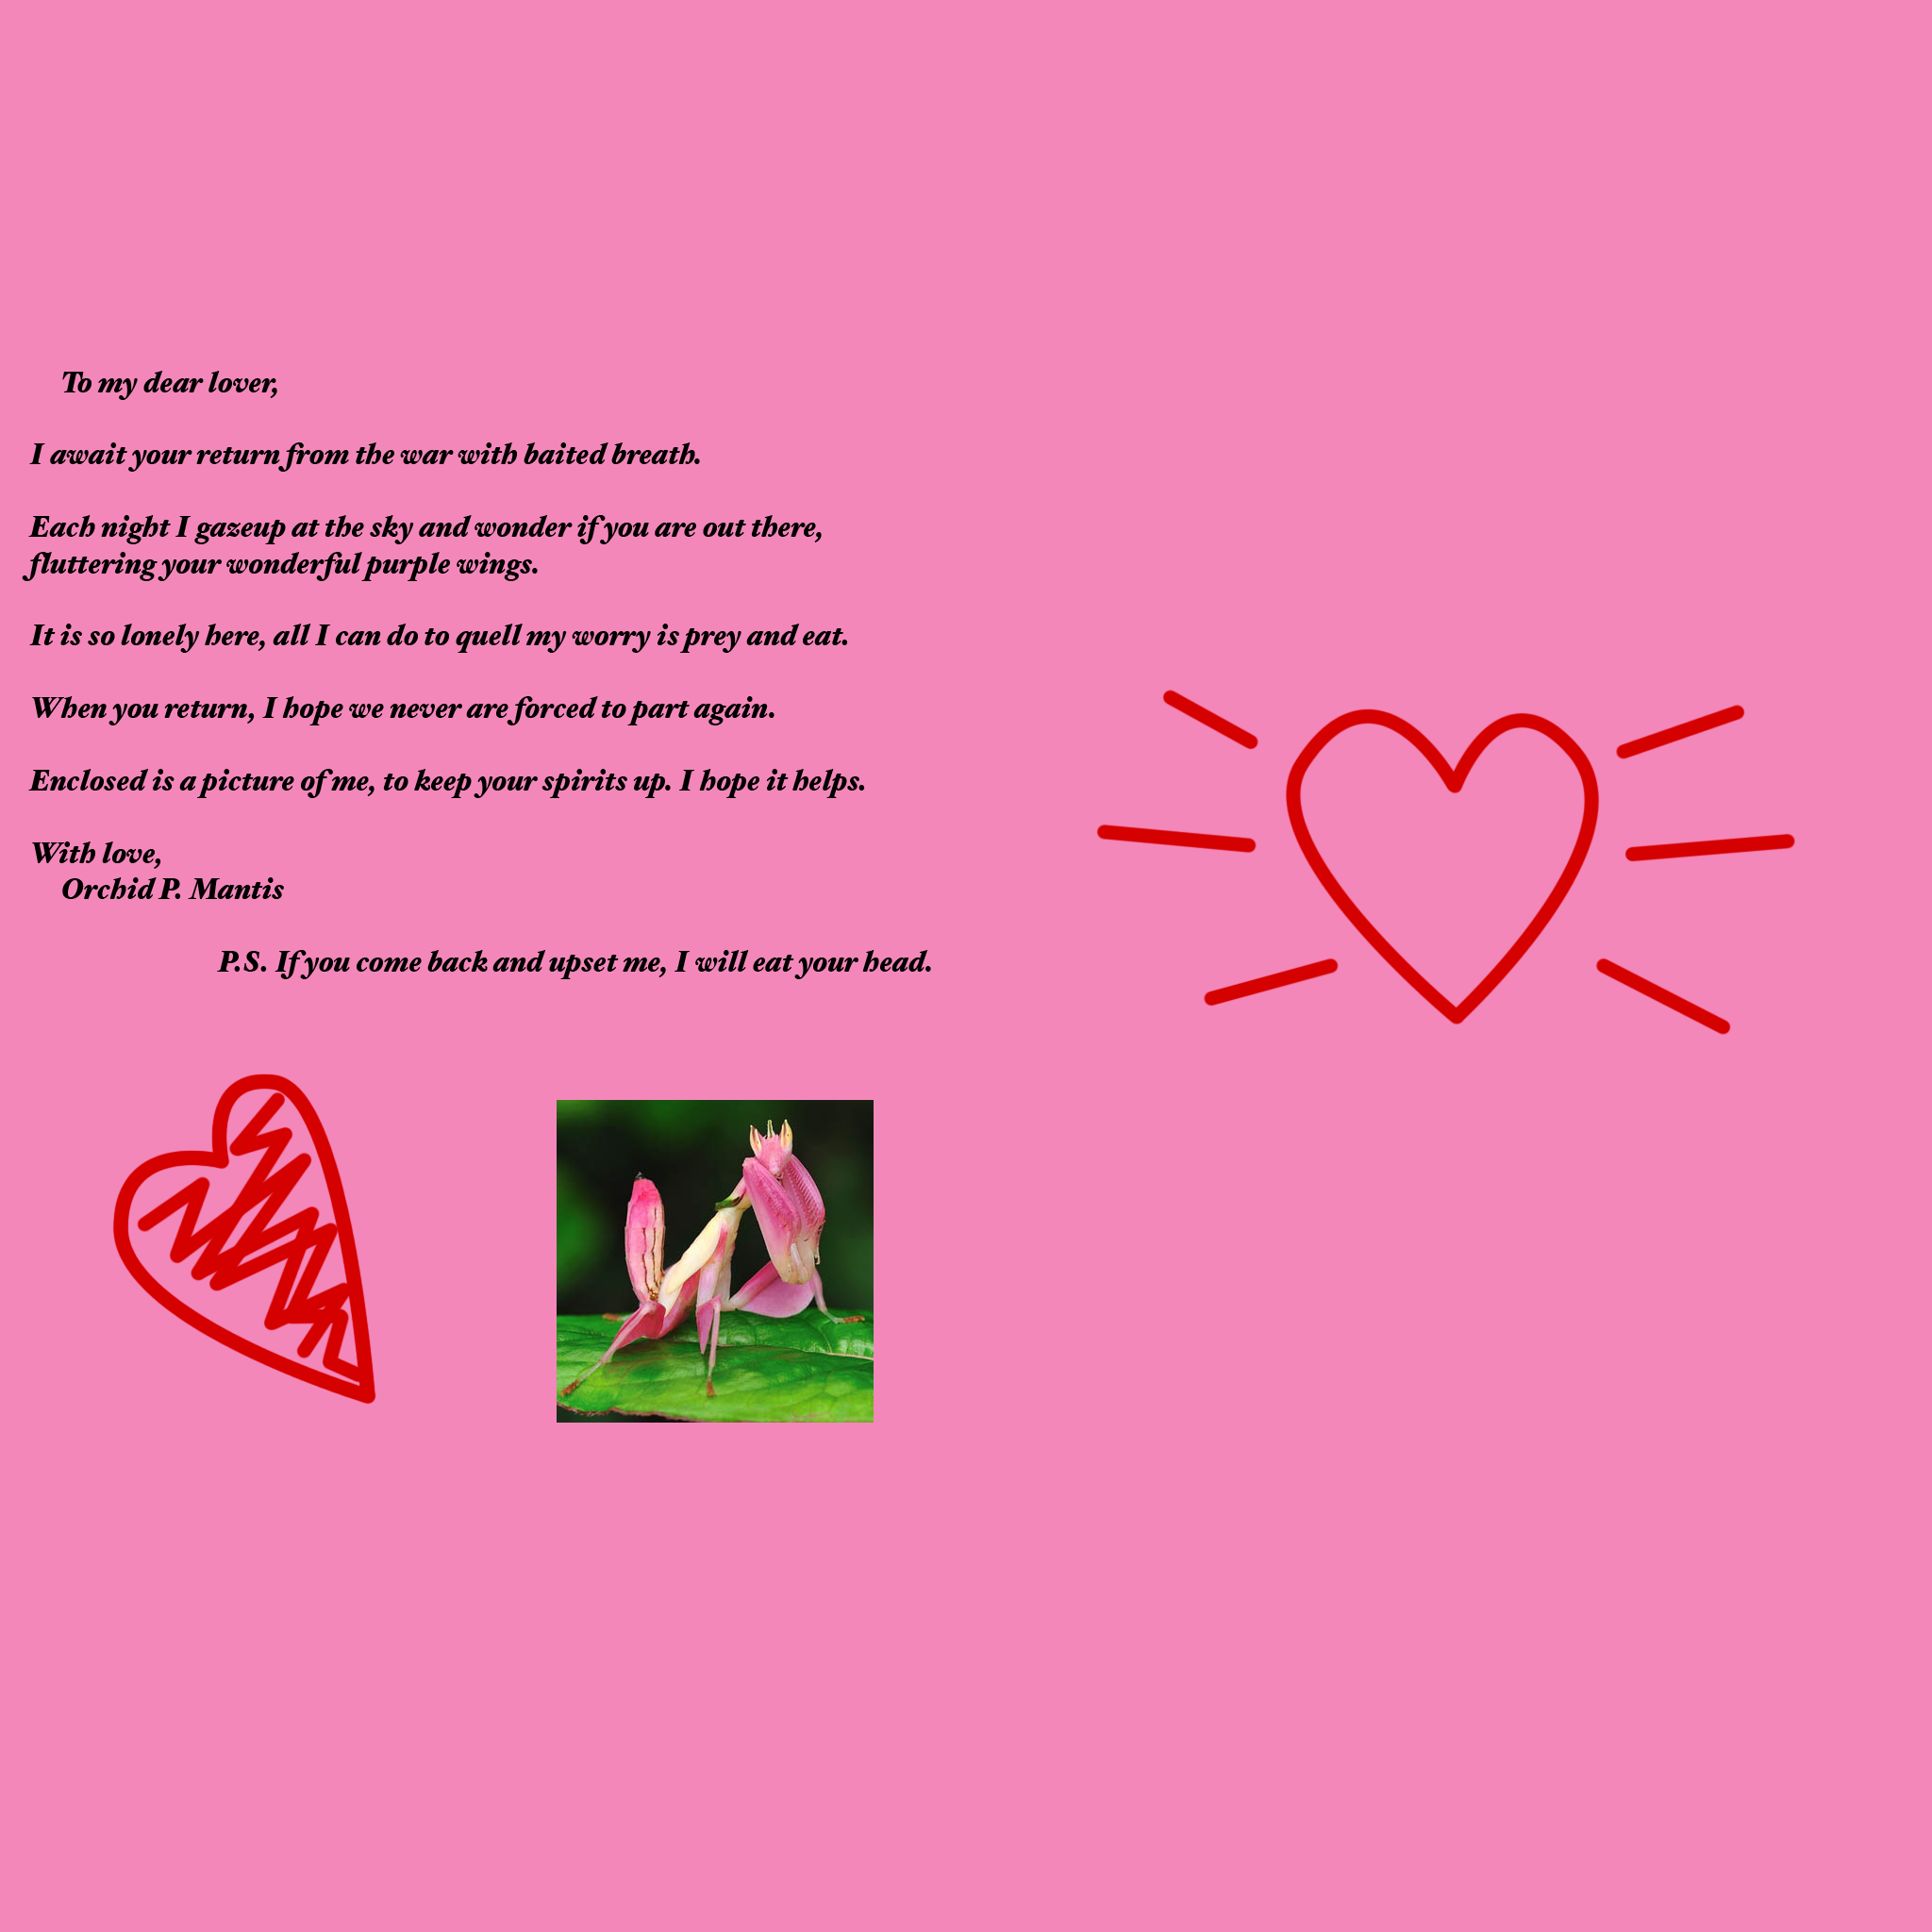 To my dear lover,
I await your return from the war with baited breath.
Each night I gazeup at the sky and wonder if you are out there,
fluttering your wonderful purple wings.
It is so lonely here, all I can do to quell my worry is prey and eat.
When you return, I hope we never are forced to part again.
Enclosed is a picture of me, to keep your spirits up. I hope it helps.
With love,
Orchid P. Mantis
P.S. If you come back and upset me, I will eat your head.